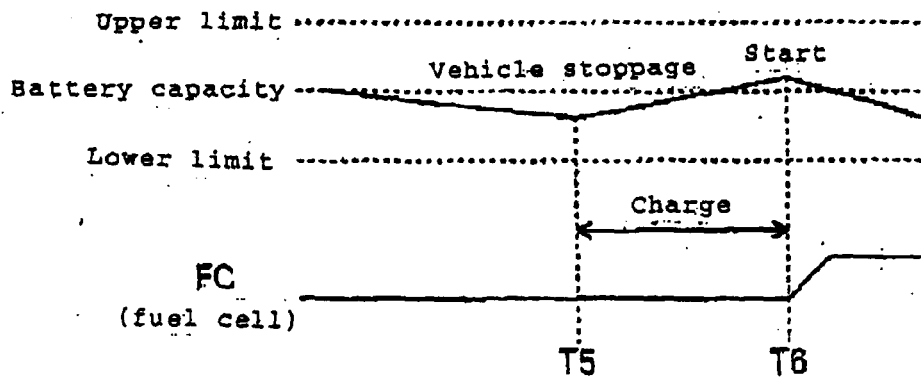 Upper limit
Vehicle stoppage Start
Battery capacity
Lower limit
Charge
FC
(fuel cell)
T5 T6